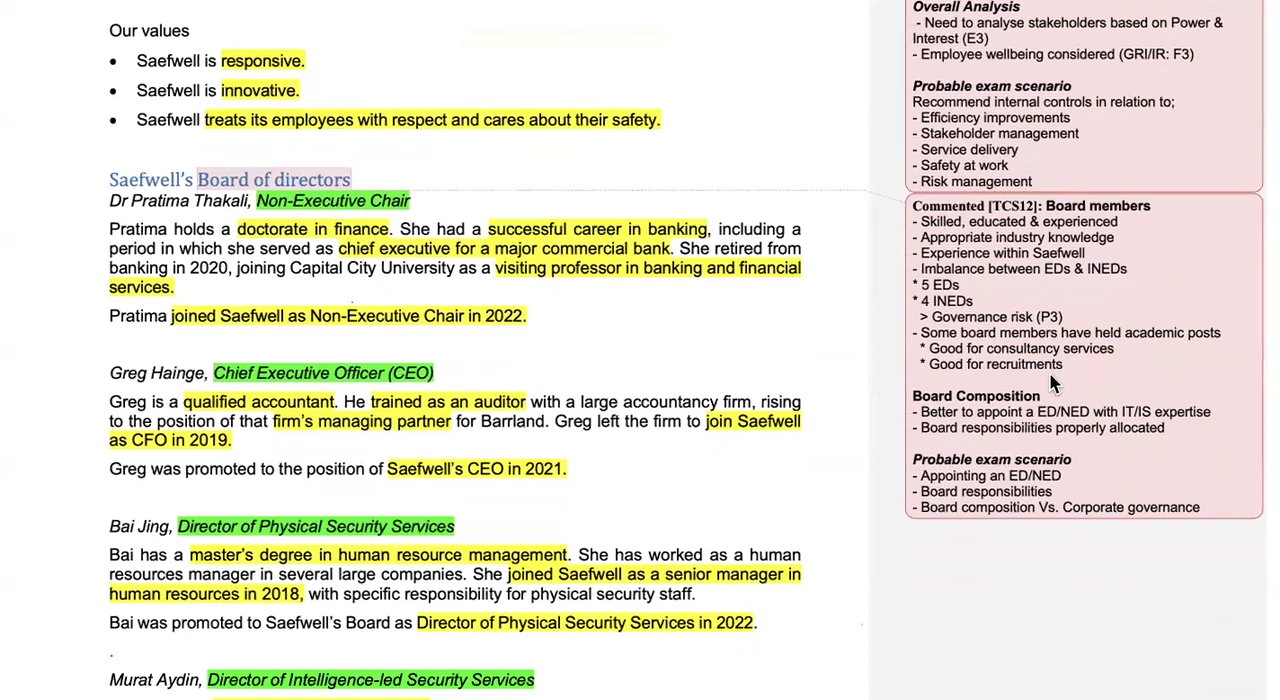 Our values
• Saefwell is responsive.
• Saefwell is innovative.
• Saefwell treats its employees with respect and cares about their safety.
Saefwell's Board of directors
Dr Pratima Thakali, Non-Executive Chair
Pratima holds a doctorate in finance. She had a successful career in banking, including a
period in which she served as chief executive for a major commercial bank. She retired from
banking in 2020, joining Capital City University as a visiting professor in banking and financial
services.
Pratima joined Saefwell as Non-Executive Chair in 2022.
Greg Hainge, Chief Executive Officer (CEO)
Greg is a qualified accountant. He trained as an auditor with a large accountancy firm, rising
to the position of that firm's managing partner for Barrland. Greg left the firm to join Saefwell
as CFO in 2019.
Greg was promoted to the position of Saefwell's CEO in 2021.
Bai Jing, Director of Physical Security Services
Bai has a master's degree in human resource management. She has worked as a human
resources manager in several large companies. She joined Saefwell as a senior manager in
human resources in 2018, with specific responsibility for physical security staff.
Bai was promoted to Saefwell's Board as Director of Physical Security Services in 2022.
.
Murat Aydin, Director of Intelligence-led Security Services
Overall Analysis
- Need to analyse stakeholders based on Power &
Interest (E3)
- Employee wellbeing considered (GRI/IR: F3)
Probable exam scenario
Recommend internal controls in relation to;
- Efficiency improvements
- Stakeholder management
- Service delivery
- Safety at work
- Risk management
Commented [TCS12]: Board members
- Skilled, educated & experienced
- Appropriate industry knowledge
- Experience within Saefwell
- Imbalance between EDs & INEDs
* 5 EDs
* 4 INEDs
> Governance risk (P3)
- Some board members have held academic posts
* Good for consultancy services
* Good for recruitments
Board Composition
- Better to appoint a ED/NED with IT/IS expertise
- Board responsibilities properly allocated
Probable exam scenario
- Appointing an ED/NED
- Board responsibilities
- Board composition Vs. Corporate governance